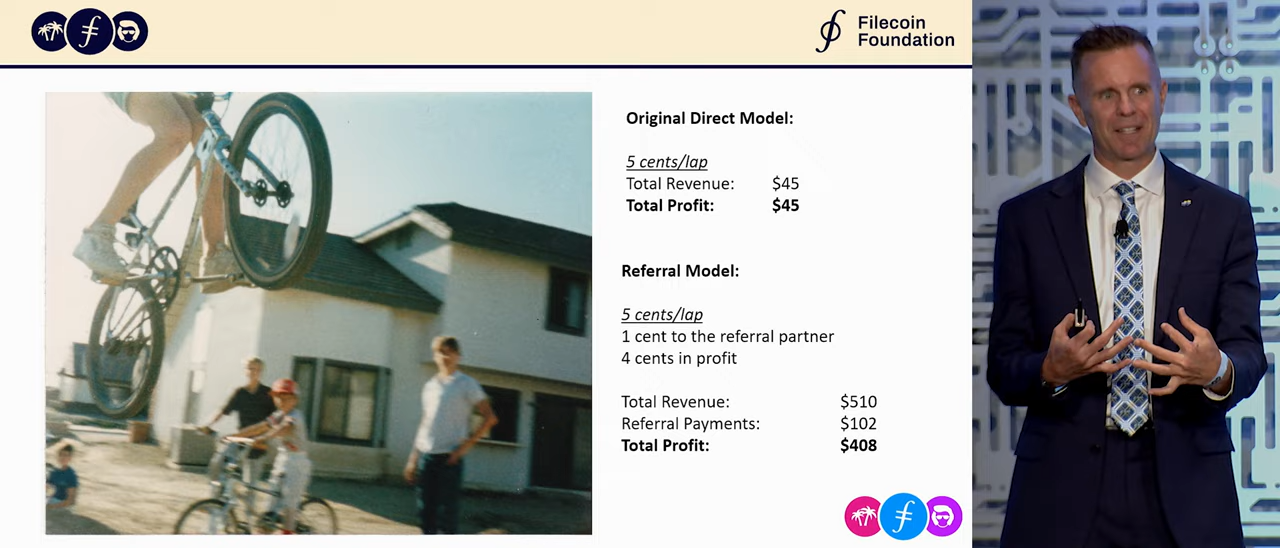 Filecoin
Foundation
Original Direct Model:
5 cents/lap
Total Revenue: $45
Total Profit: $45
Referral Model:
5 cents/lap
1 cent to the referral partner
4 cents in profit
Total Revenue: $510
Referral Payments: $102
Total Profit: $408